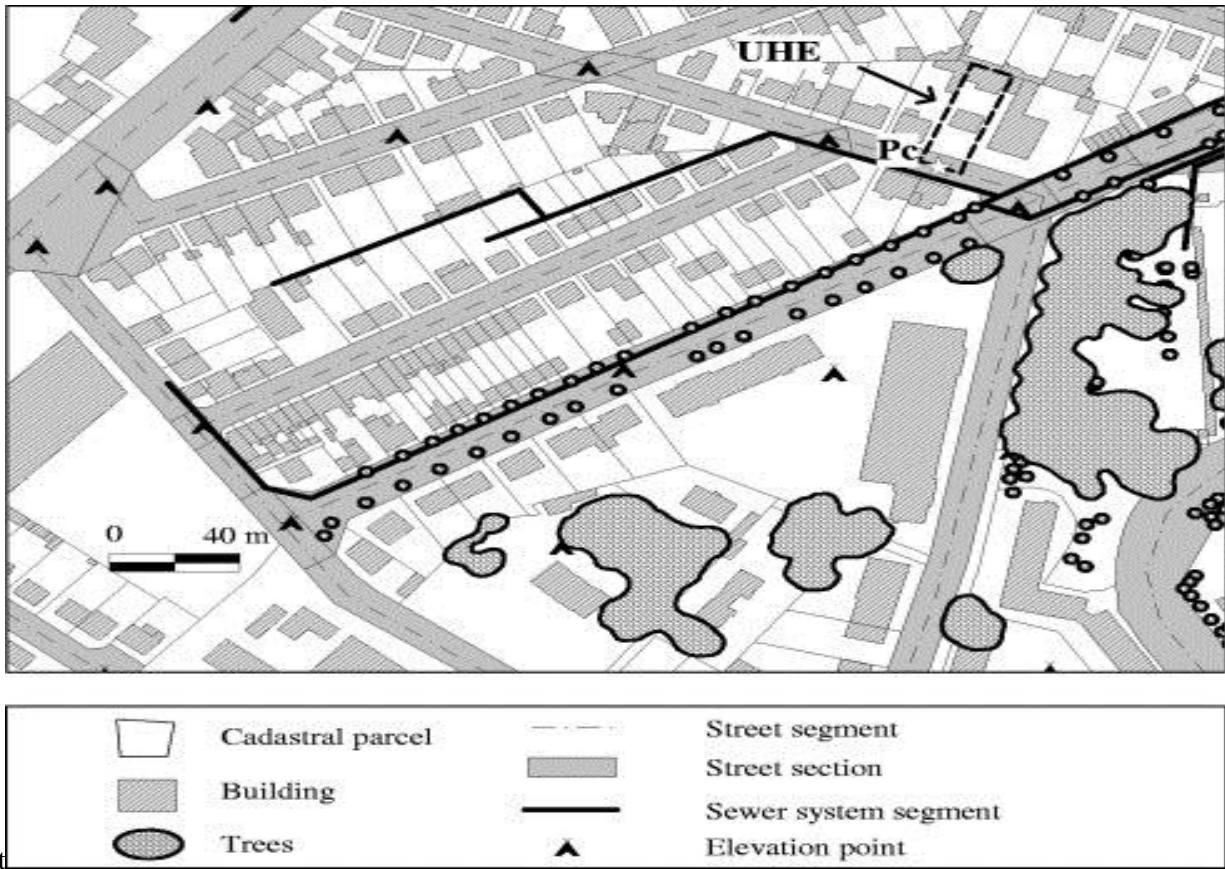 UHE
Pc
0 40 m
Cadastral parcel
Building
Trees
Street segment
Street section
Sewer system segment
Elevation point
t